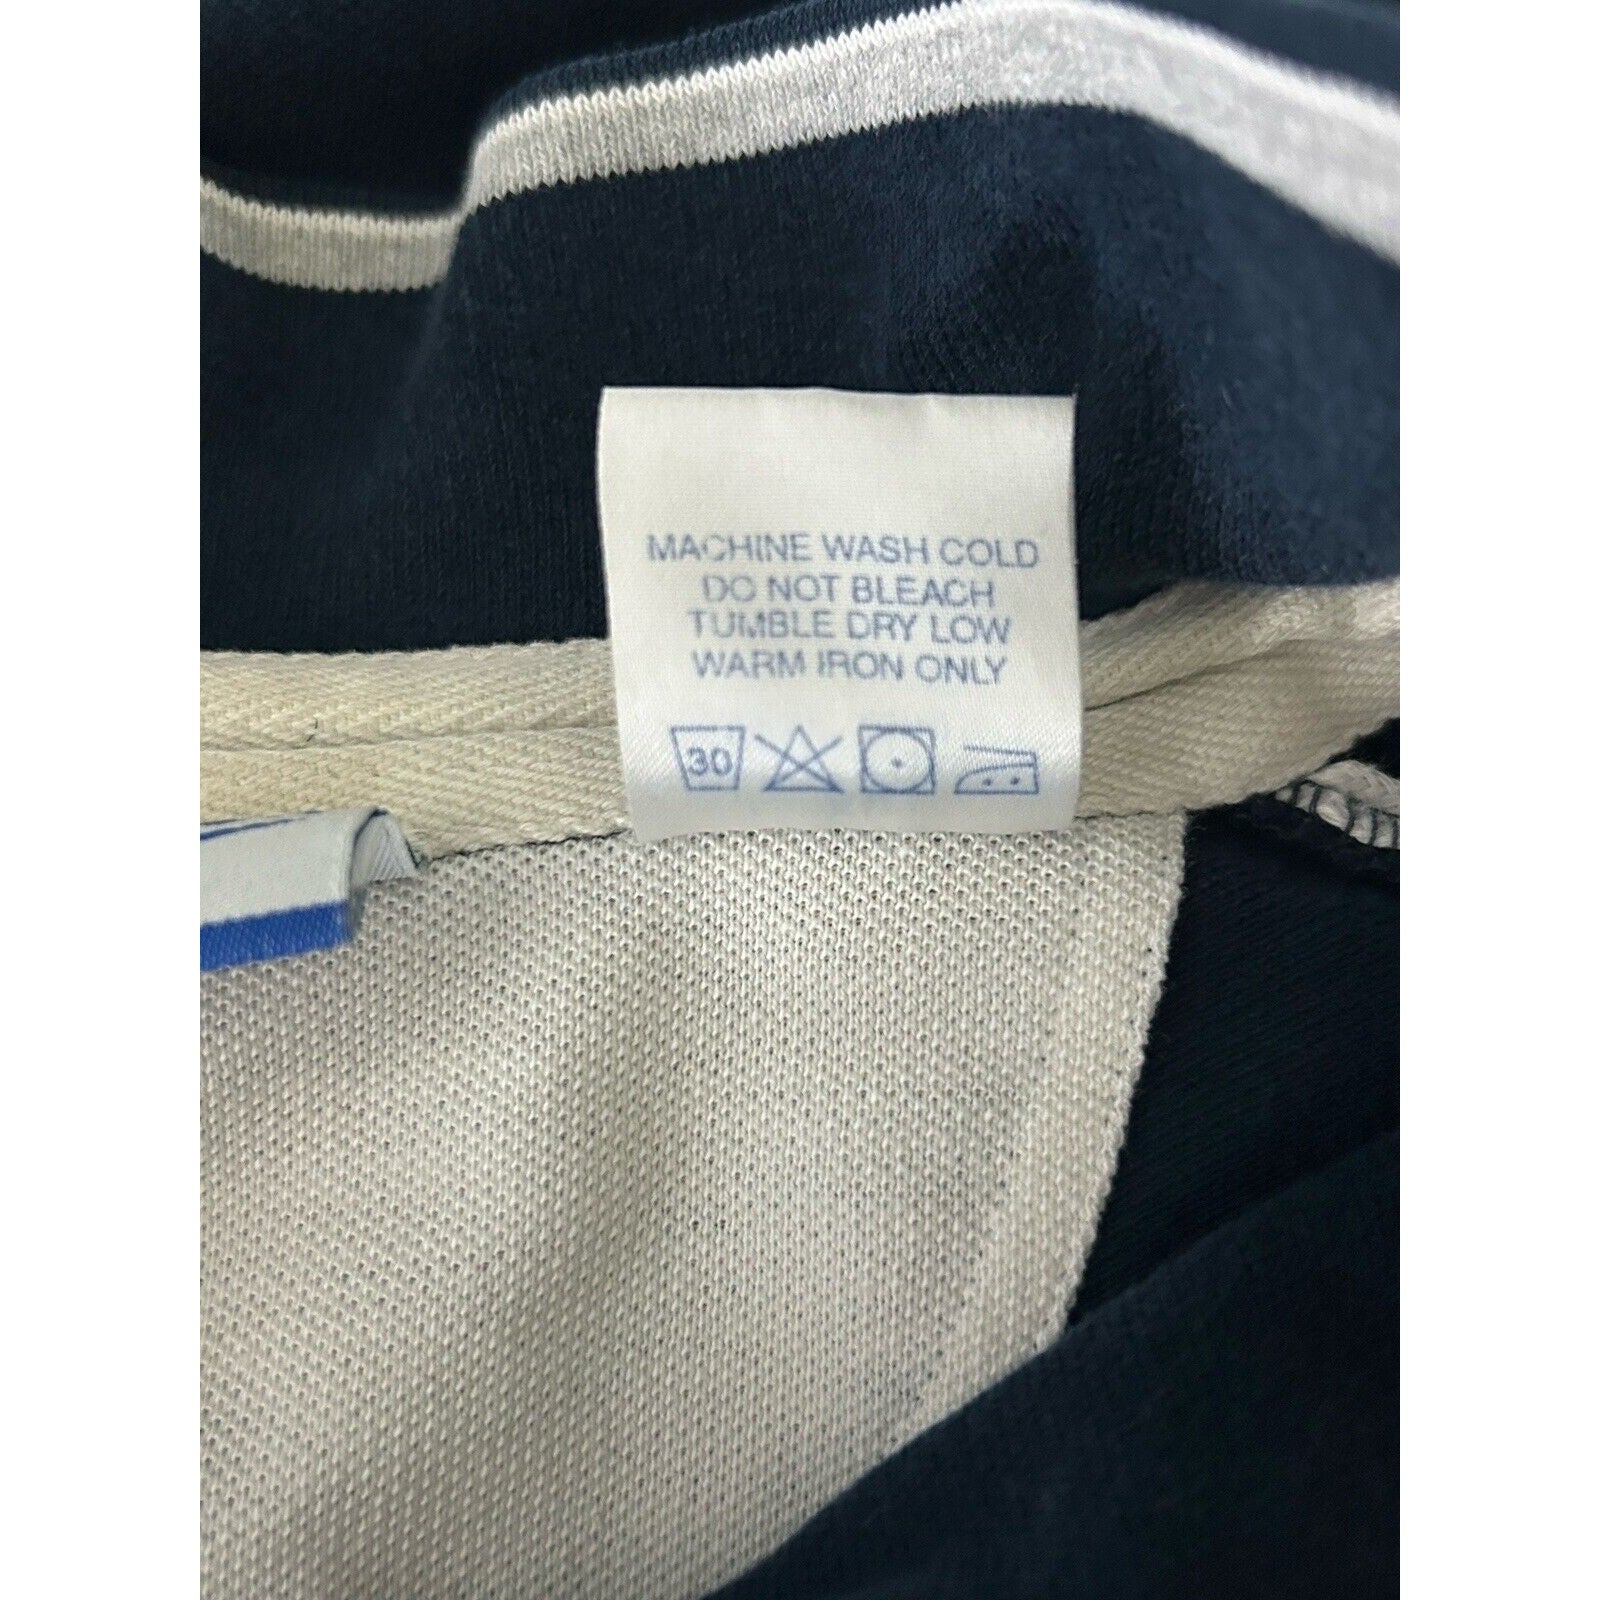 MACHINE WASH COLD
DO NOT BLEACH
TUMBLE DRY LOW
WARM IRON ONLY
30